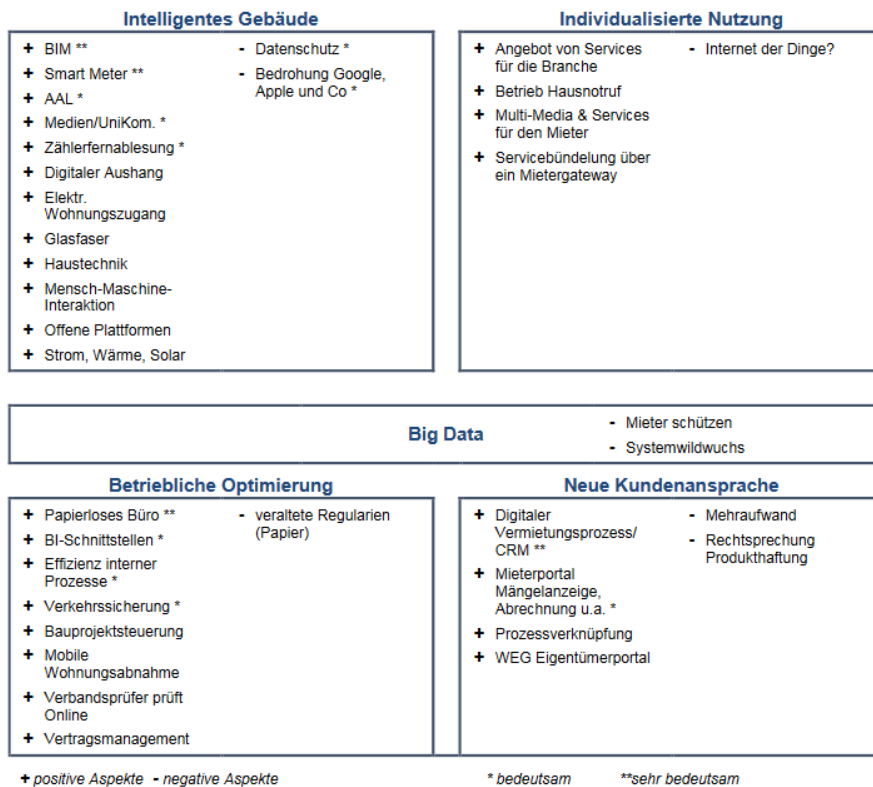 Intelligentes Gebäude
+ BIM **
+ Smart Meter **
+ AAL *
+ Medien/UniKom. *
+ Zählerfernablesung *
+ Digitaler Aushang
+ Elektr.
Wohnungszugang
+ Glasfaser
+ Haustechnik
+ Mensch-Maschine-
Interaktion
+ Offene Plattformen
+ Strom, Wärme, Solar
- Datenschutz *
- Bedrohung Google,
Apple und Co *
Individualisierte Nutzung
+ Angebot von Services
für die Branche
+ Betrieb Hausnotruf
+ Multi-Media & Services
für den Mieter
+ Servicebündelung über
ein Mietergateway
- Internet der Dinge?
Big Data
- Mieter schützen
- Systemwildwuchs
Betriebliche Optimierung
+ Papierloses Büro **
+ BI-Schnittstellen *
+ Effizienz interner
Prozesse *
+ Verkehrssicherung *
+ Bauprojektsteuerung
+ Mobile
Wohnungsabnahme
+ Verbandsprüfer prüft
Online
+ Vertragsmanagement
- veraltete Regularien
(Papier)
Neue Kundenansprache
+ Digitaler
Vermietungsprozess/
CRM **
+ Mieterportal
Mängelanzeige,
Abrechnung u.a. *
+ Prozessverknüpfung
+ WEG Eigentümerportal
- Mehraufwand
- Rechtsprechung
Produkthaftung
+ positive Aspekte - negative Aspekte
* bedeutsam **sehr bedeutsam